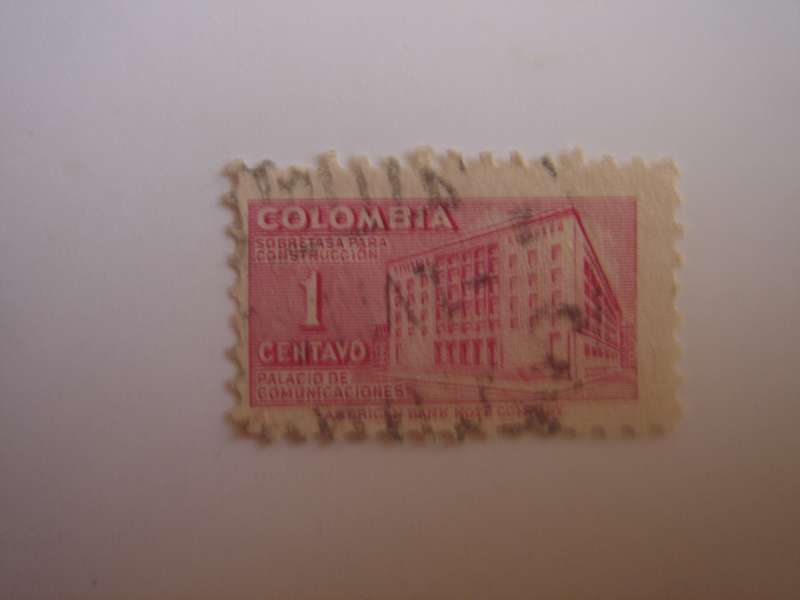 COLOMBIA
SOBRETASA PARA
CONSTRUCCION
1
CENTAVO
PALACIO DE
COMUNICACIONES
AMERICAN BANK NOTE COMPANY